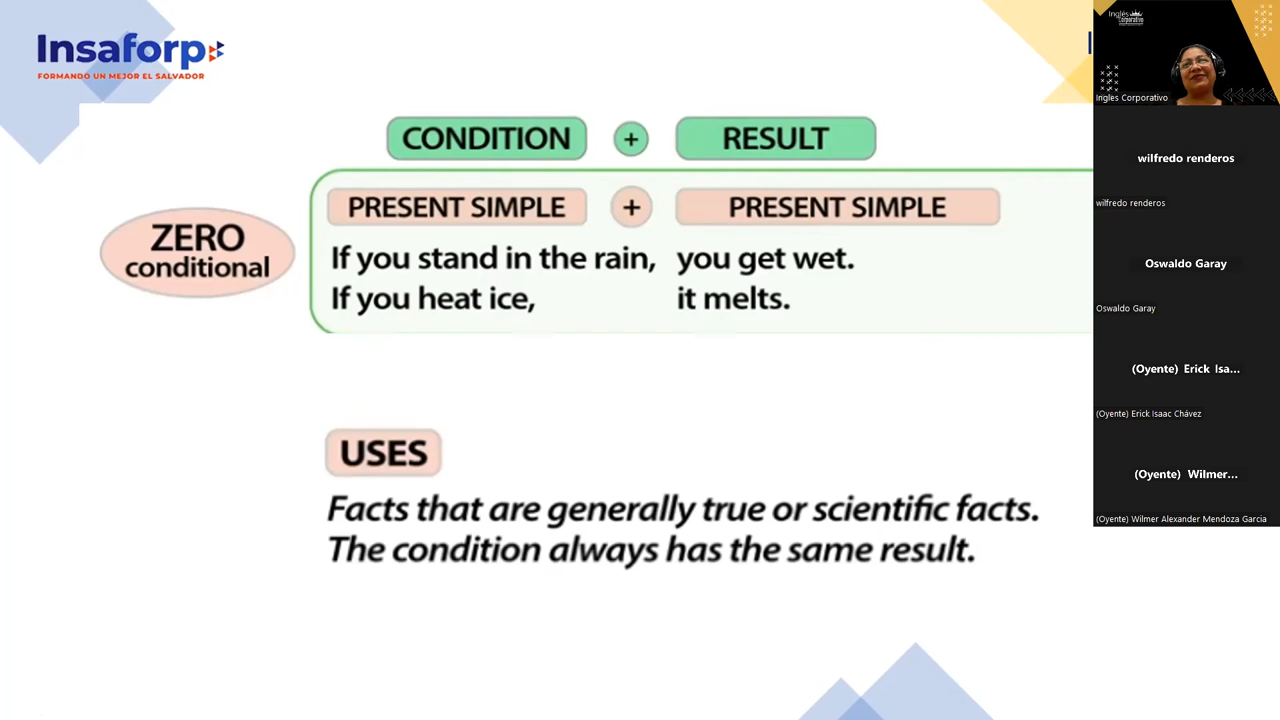 Insaforp
FORMANDO UN MEJOR EL SALVADOR
CONDITION + RESULT
PRESENT SIMPLE + PRESENT SIMPLE
ZERO
conditional
If you stand in the rain, you get wet.
If you heat ice, it melts.
USES
Facts that are generally true or scientific facts.
The condition always has the same result.
Inglés
Corporativo
Ingles Corporativo
wilfredo renderos
wilfredo renderos
Oswaldo Garay
Oswaldo Garay
(Oyente) Erick Isa...
(Oyente) Erick Isaac Chávez
(Oyente) Wilmer...
(Oyente) Wilmer Alexander Mendoza Garcia